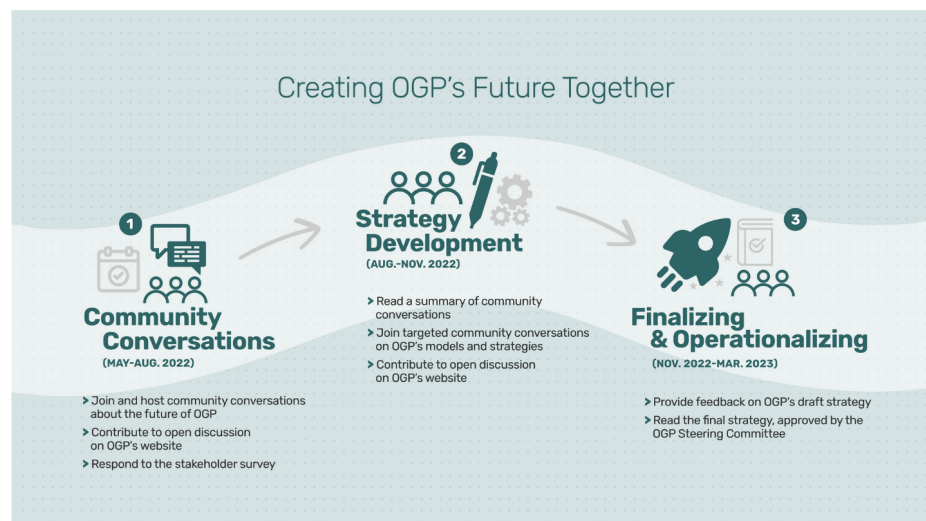 Creating OGP's Future Together
1
Community
Conversations
(MAY-AUG. 2022)
> Join and host community conversations
about the future of OGP
> Contribute to open discussion
on OGP's website
> Respond to the stakeholder survey
2
Strategy
Development
(AUG.-NOV. 2022)
> Read a summary of community
conversations
> Join targeted community conversations
on OGP's models and strategies
> Contribute to open discussion
on OGP's website
3
Finalizing
& Operationalizing
(NOV. 2022-MAR. 2023)
> Provide feedback on OGP's draft strategy
> Read the final strategy, approved by the
OGP Steering Committee